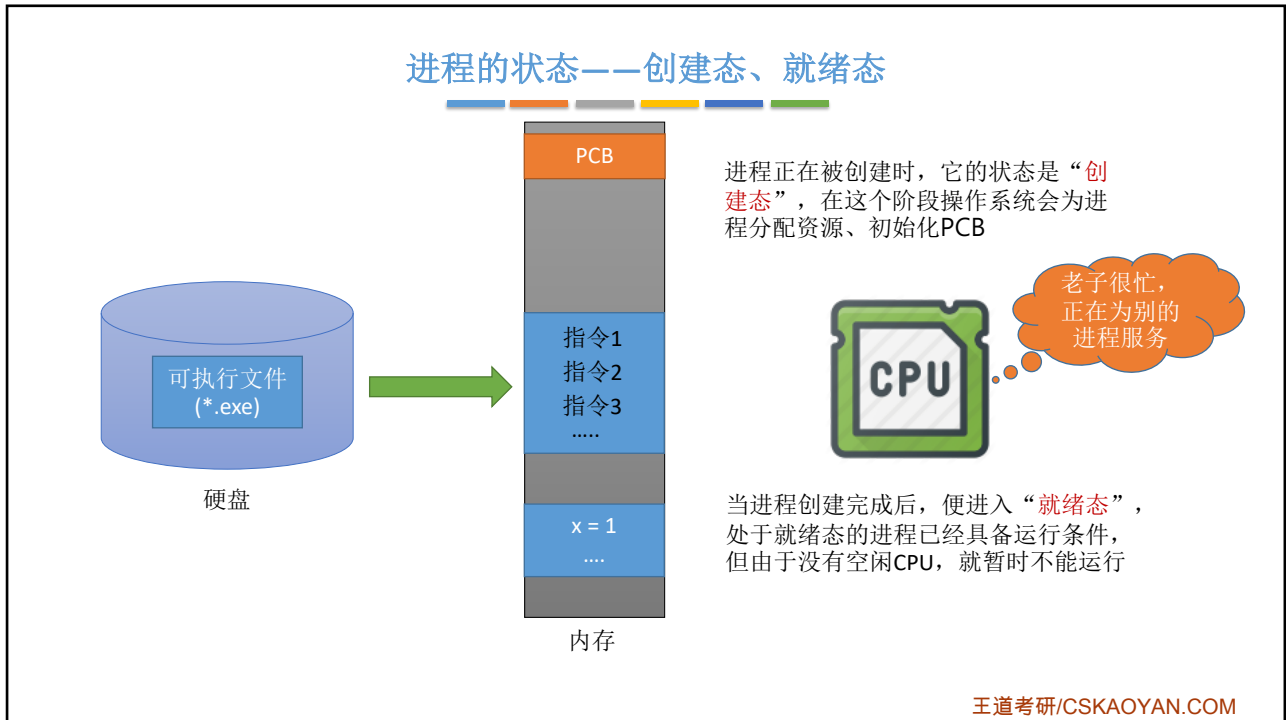 进程的状态——创建态、就绪态
PCB
进程正在被创建时，它的状态是“创
建态”，在这个阶段操作系统会为进
程分配资源、初始化PCB
老子很忙，
正在为别的
进程服务
可执行文件
(*.exe)
硬盘
指令1
指令2
指令3
.....
CPU
x = 1
....
内存
当进程创建完成后，便进入“就绪态”，
处于就绪态的进程已经具备运行条件，
但由于没有空闲CPU，就暂时不能运行
王道考研/CSKAOYAN.COM